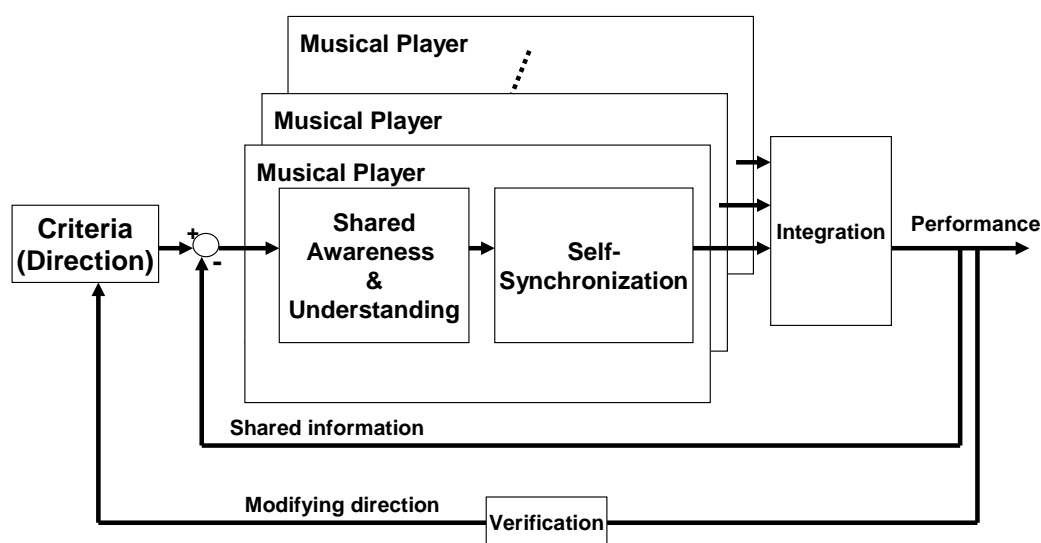 Musical Player
Musical Player
Musical Player
Criteria
(Direction)
+
-
Shared
Awareness
&
Understanding
Self-
Synchronization
Integration
Performance
Shared information
Modifying direction
Verification